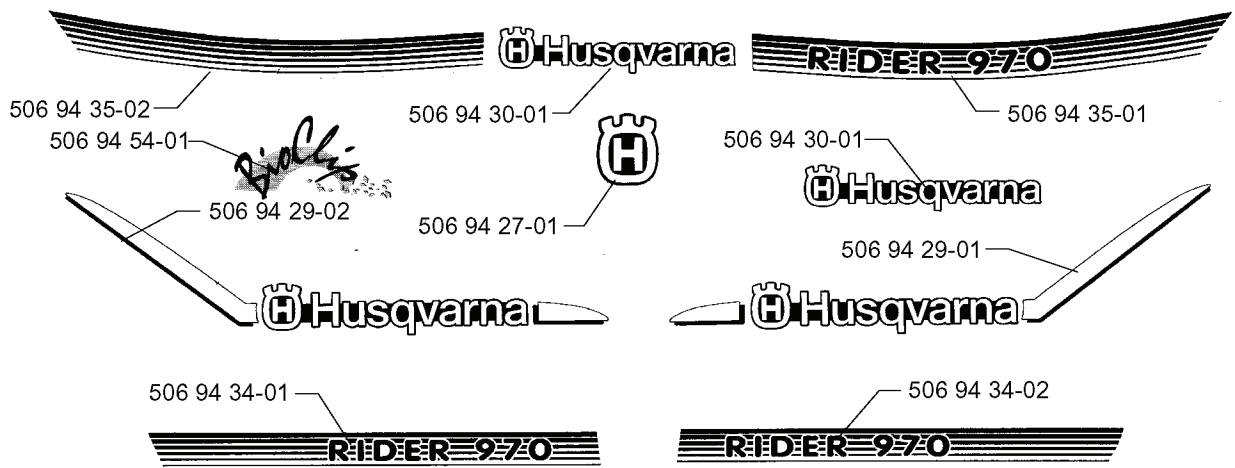 H Husqvarna
RIDER 970
506 94 35-02
506 94 30-01
506 94 35-01
506 94 54-01
BioClip
H
506 94 30-01
H Husqvarna
506 94 29-02
506 94 27-01
506 94 29-01
H Husqvarna
H Husqvarna
506 94 34-01
506 94 34-02
RIDER 970
RIDER 970